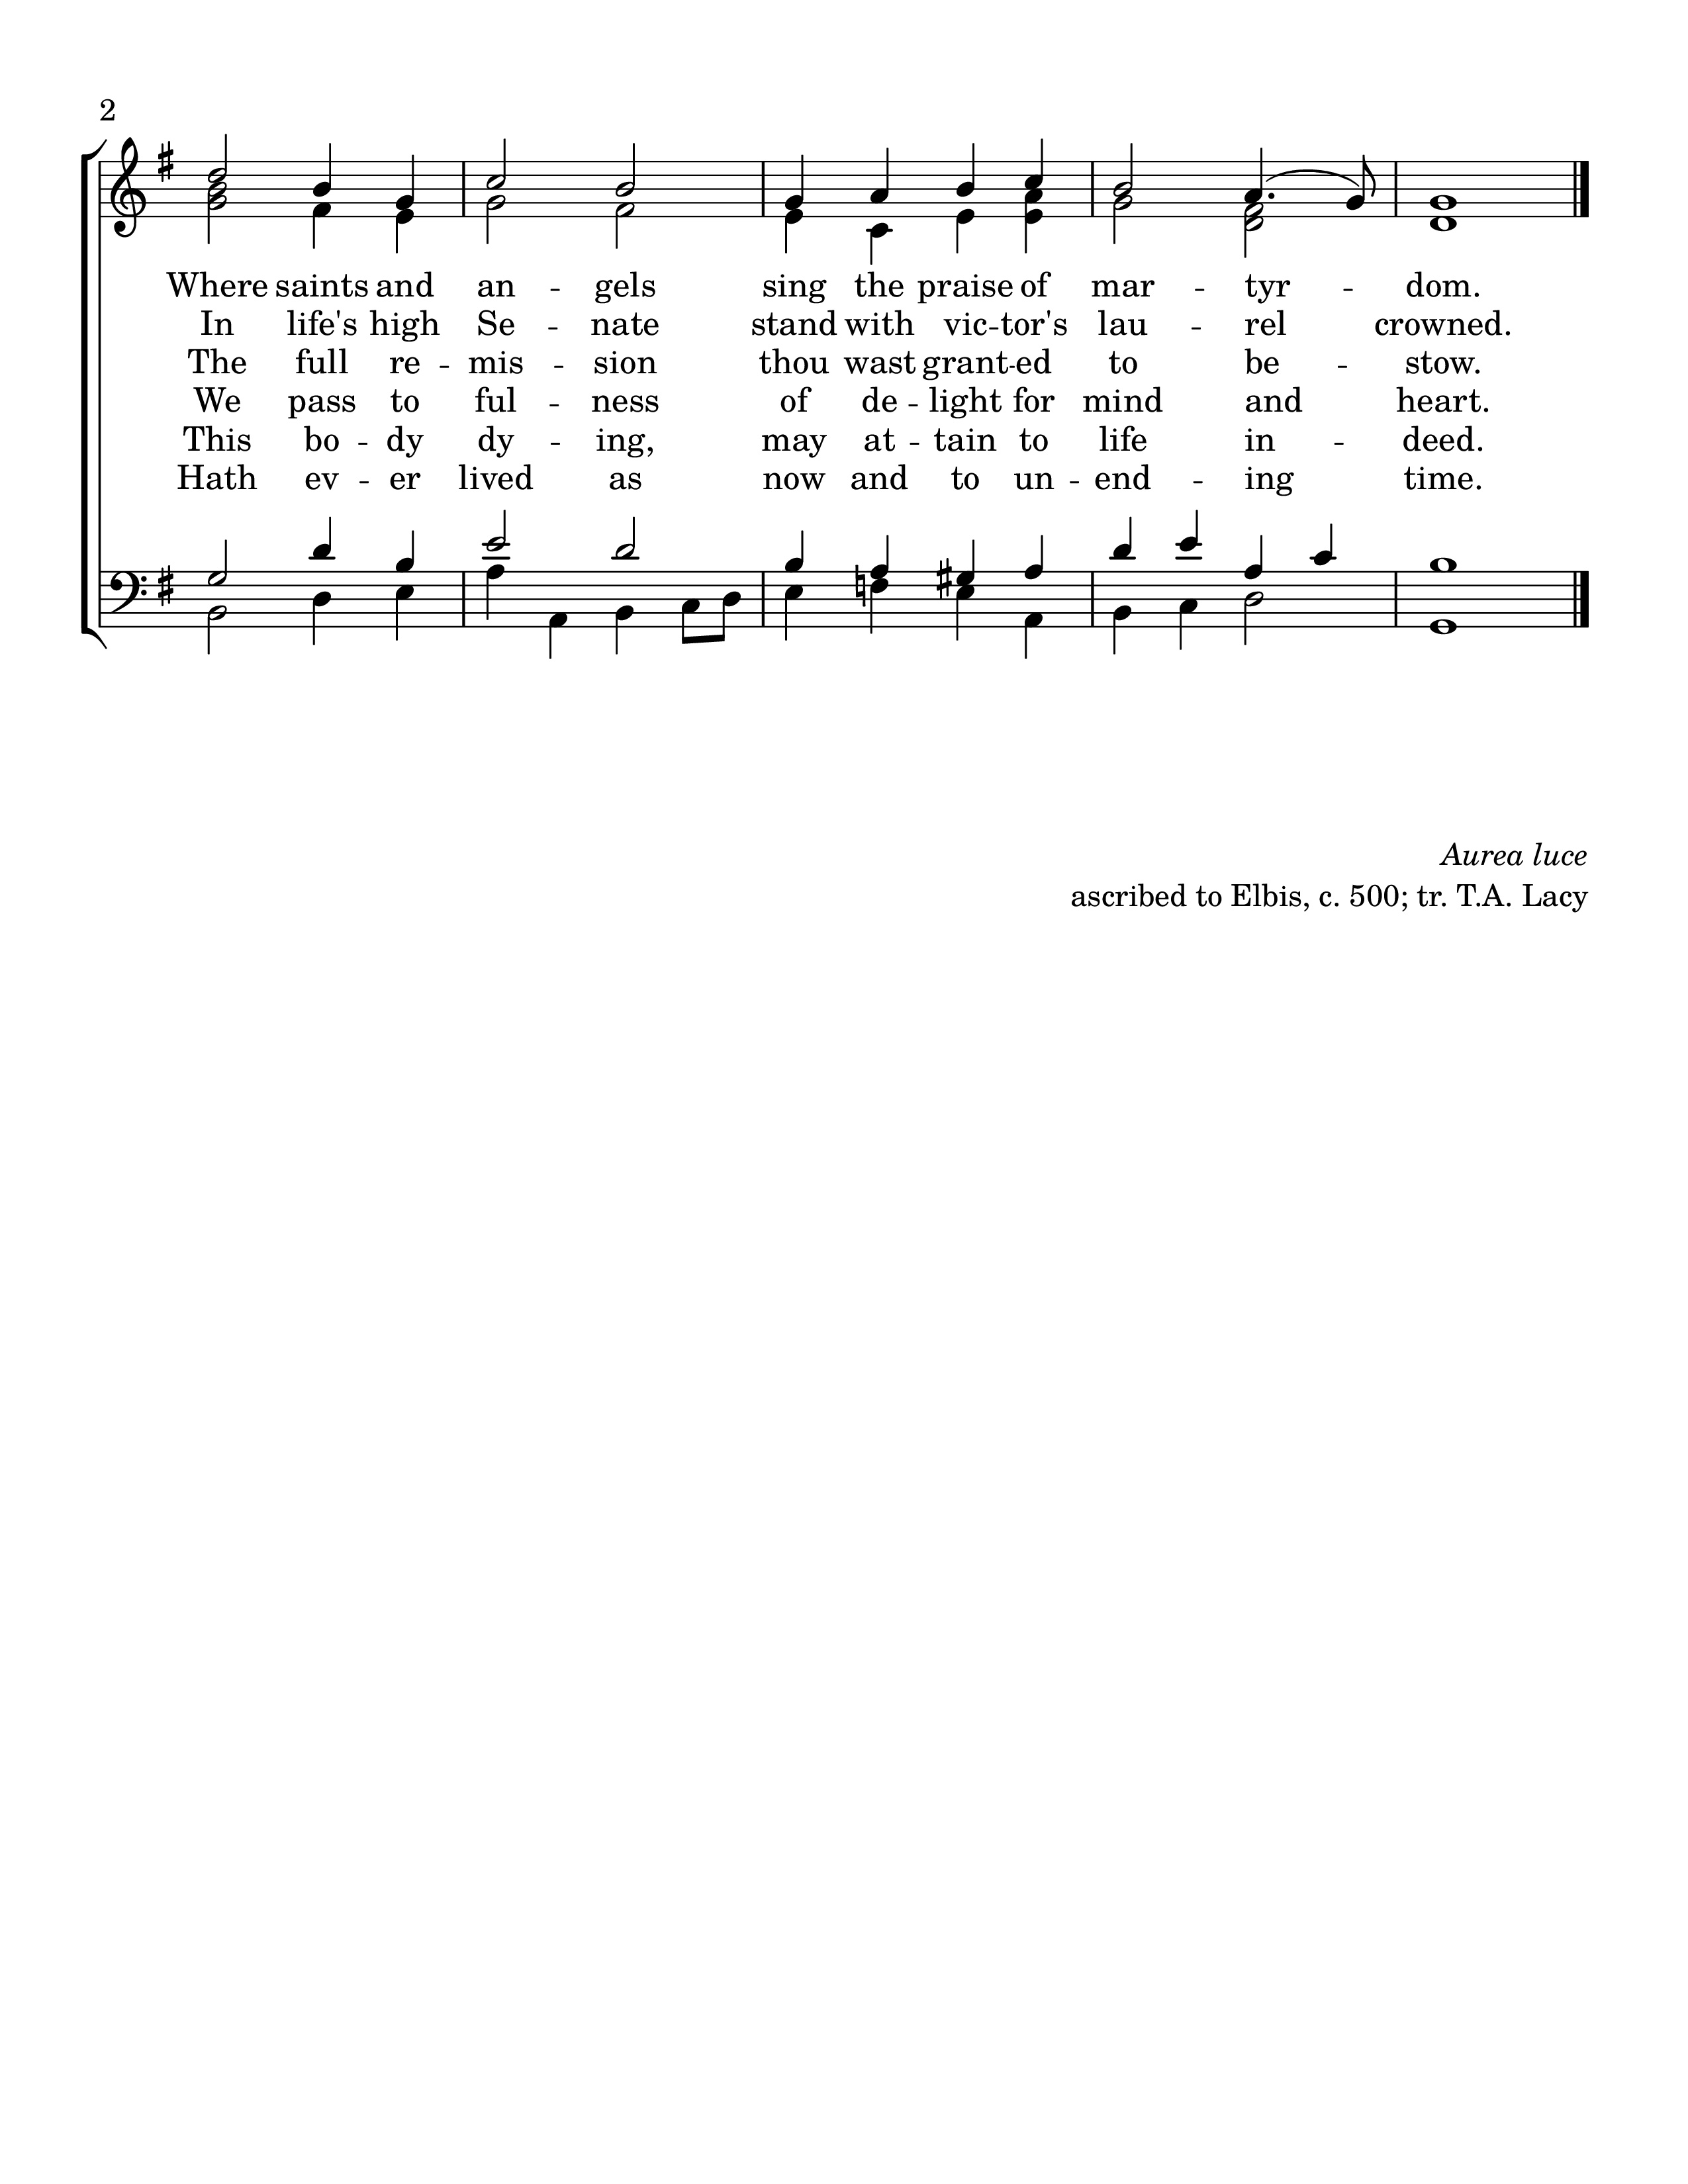 2
Where saints and an - gels sing the praise of mar - tyr - dom.
In life's high Se - nate stand with vic - tor's lau - rel crowned.
The full re - mis - sion thou wast grant - ed to be - stow.
We pass to ful - ness of de - light for mind and heart.
This bo - dy dy - ing, may at - tain to life in - deed.
Hath ev - er lived as now and to un - end - ing time.
Aurea luce
ascribed to Elbis, c. 500; tr. T.A. Lacy